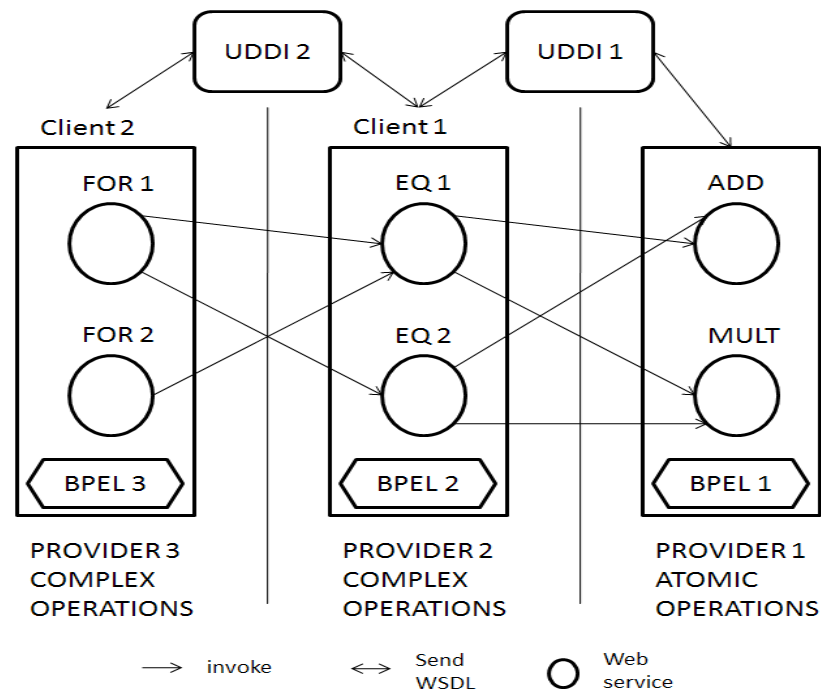 UDDI 2
UDDI 1
Client 2
Client 1
FOR 1
EQ 1
ADD
FOR 2
EQ 2
MULT
BPEL 3
BPEL 2
BPEL 1
PROVIDER 3
COMPLEX
OPERATIONS
PROVIDER 2
COMPLEX
OPERATIONS
PROVIDER 1
ATOMIC
OPERATIONS
invoke
Send
WSDL
Web
service